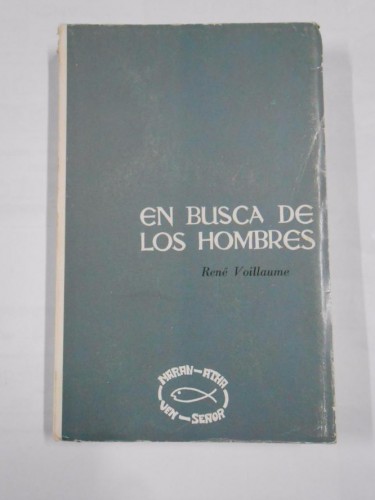 EN BUSCA DE
LOS HOMBRES
René Voillaume
MARAN-ATHA
VEN-SEÑOR